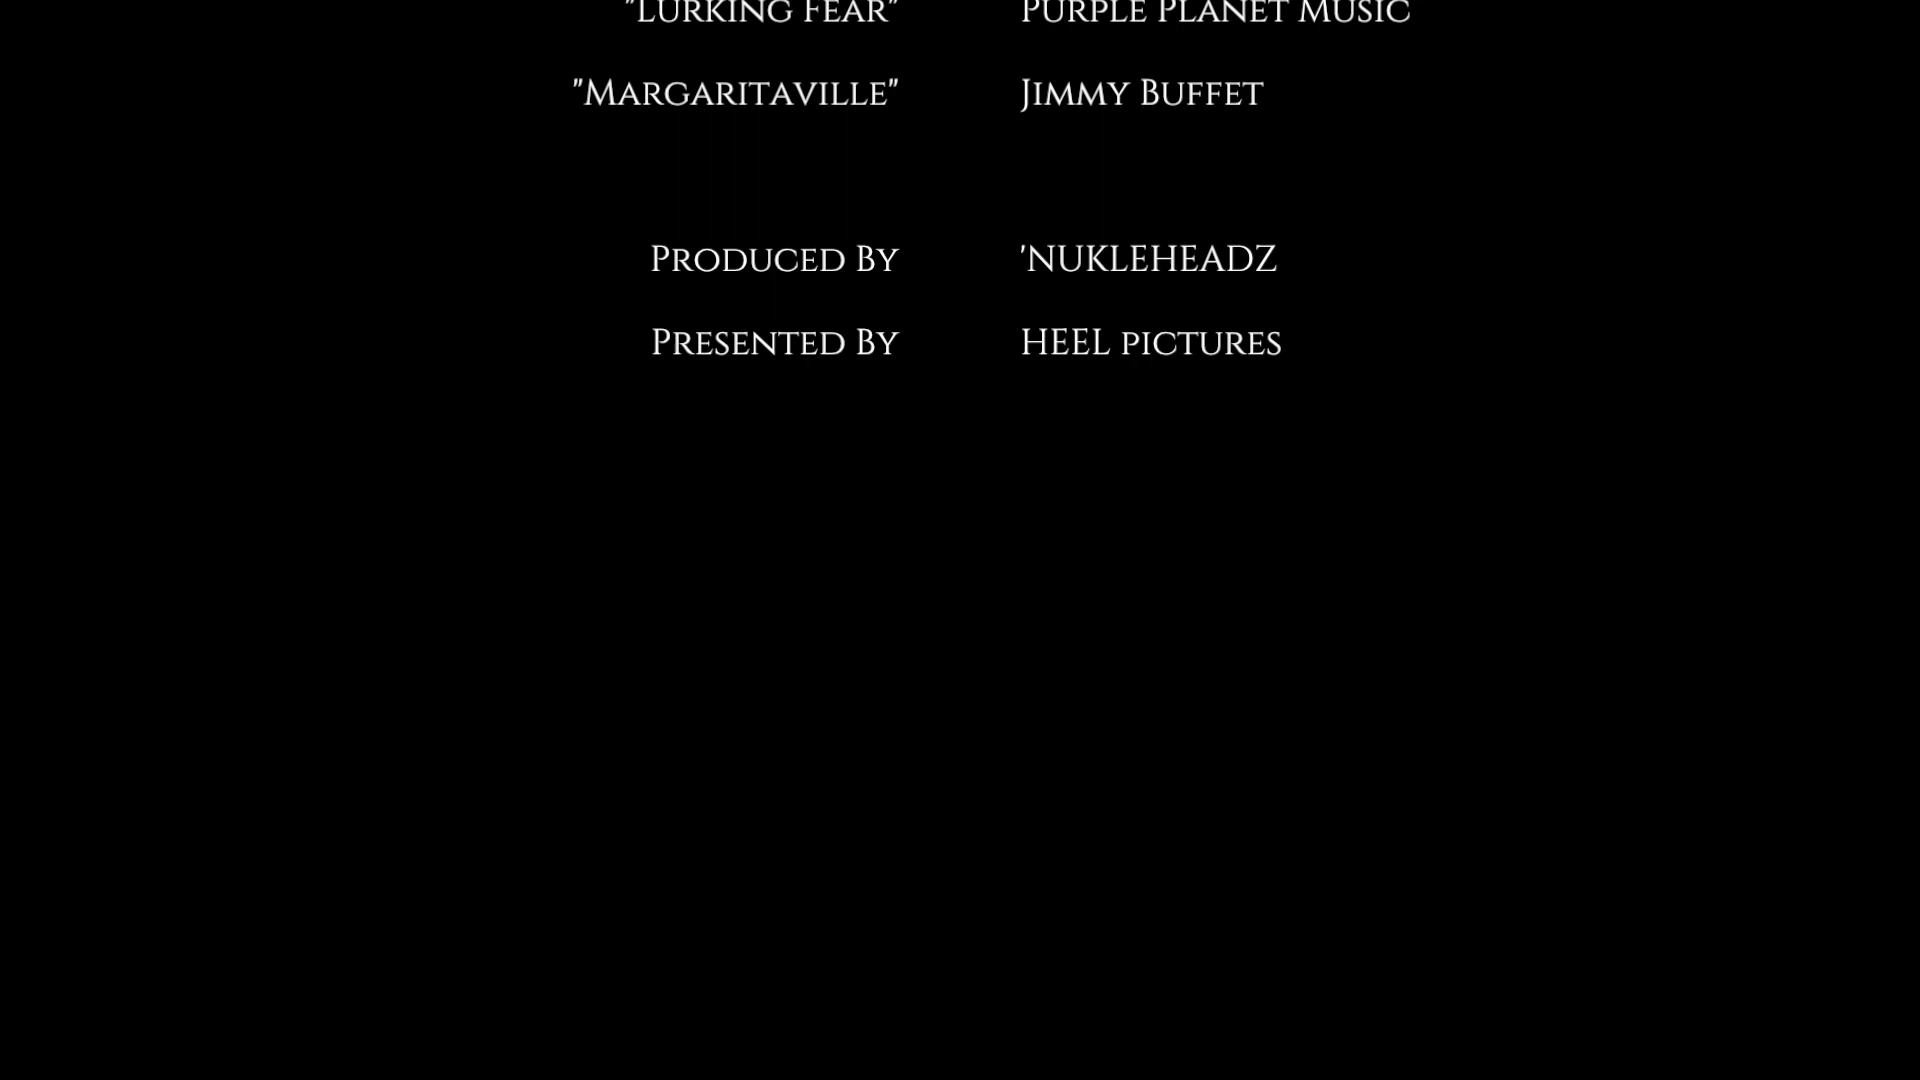 "Lurking Fear" Purple Planet Music
"Margaritaville" Jimmy Buffet
Produced By 'NUKLEHEADZ
Presented By HEEL pictures